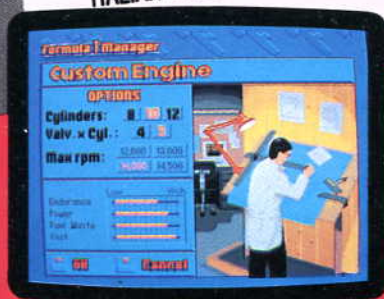 Formula 1 Manager
Custom Engine
OPTIONS
Cylinders: 8 10 12
Valv. x Cyl.: 4 5
Max rpm: 12,000 13,000
14,000 14,500
Low High
Endurance
Power
Fuel Waste
Cost
OK Cancel